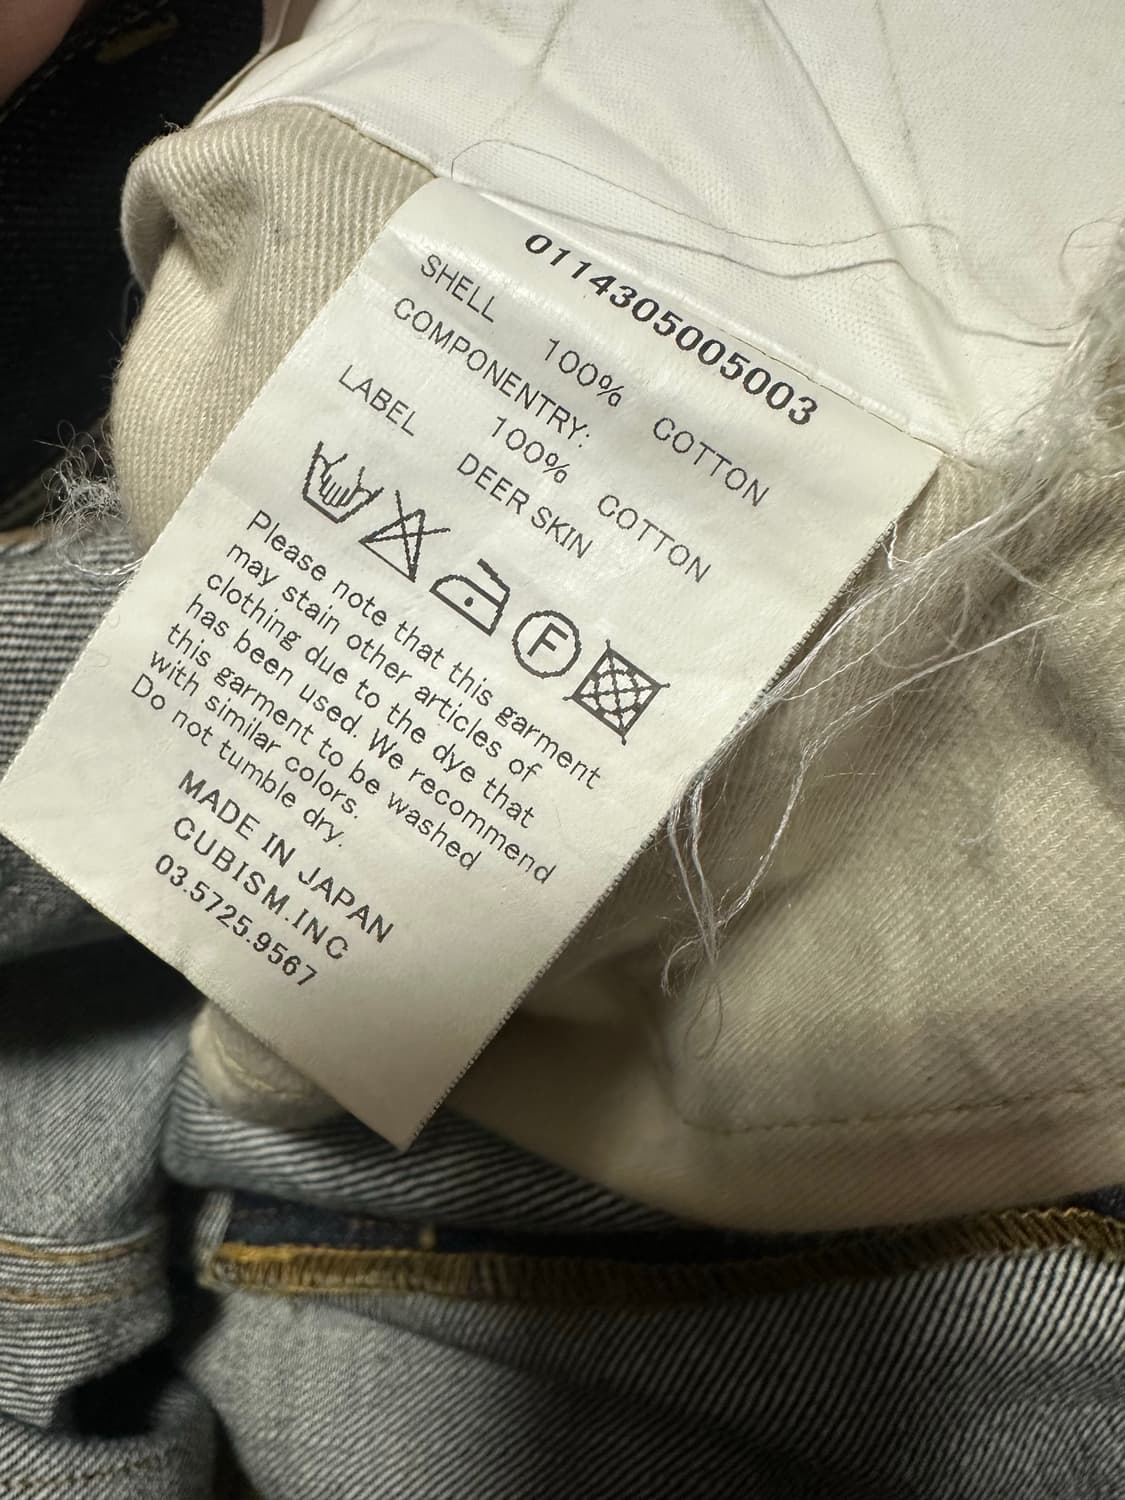 0114305005003
SHELL 100% COTTON
COMPONENTRY:
100% COTTON
LABEL DEER SKIN
F
Please note that this garment
may stain other articles of
clothing due to the dye that
has been used. We recommend
this garment to be washed
with similar colors.
Do not tumble dry.
MADE IN JAPAN
CUBISM.INC
03.5725.9567